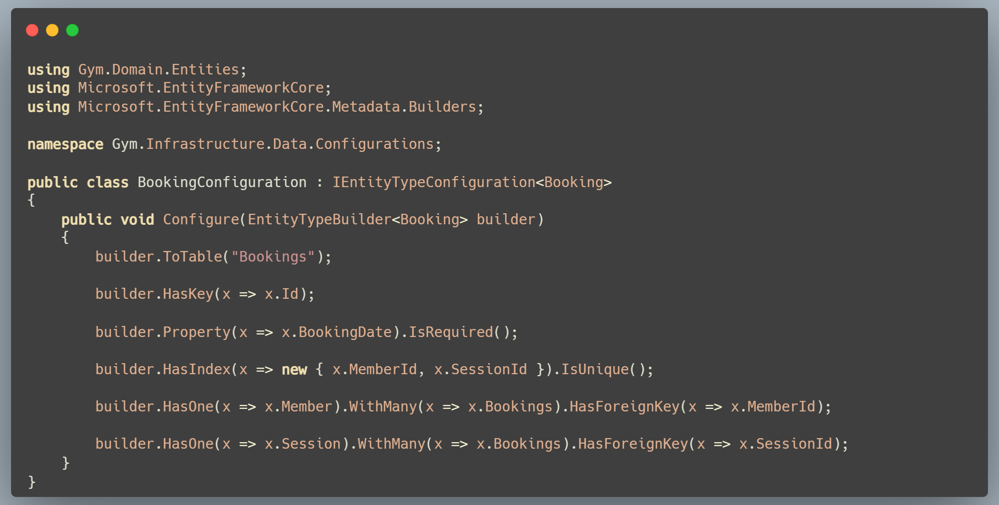 using Gym.Domain.Entities;
using Microsoft.EntityFrameworkCore;
using Microsoft.EntityFrameworkCore.Metadata.Builders;

namespace Gym.Infrastructure.Data.Configurations;

public class BookingConfiguration : IEntityTypeConfiguration<Booking>
{
    public void Configure(EntityTypeBuilder<Booking> builder)
    {
        builder.ToTable("Bookings");

        builder.HasKey(x => x.Id);

        builder.Property(x => x.BookingDate).IsRequired();

        builder.HasIndex(x => new { x.MemberId, x.SessionId }).IsUnique();

        builder.HasOne(x => x.Member).WithMany(x => x.Bookings).HasForeignKey(x => x.MemberId);

        builder.HasOne(x => x.Session).WithMany(x => x.Bookings).HasForeignKey(x => x.SessionId);
    }
}